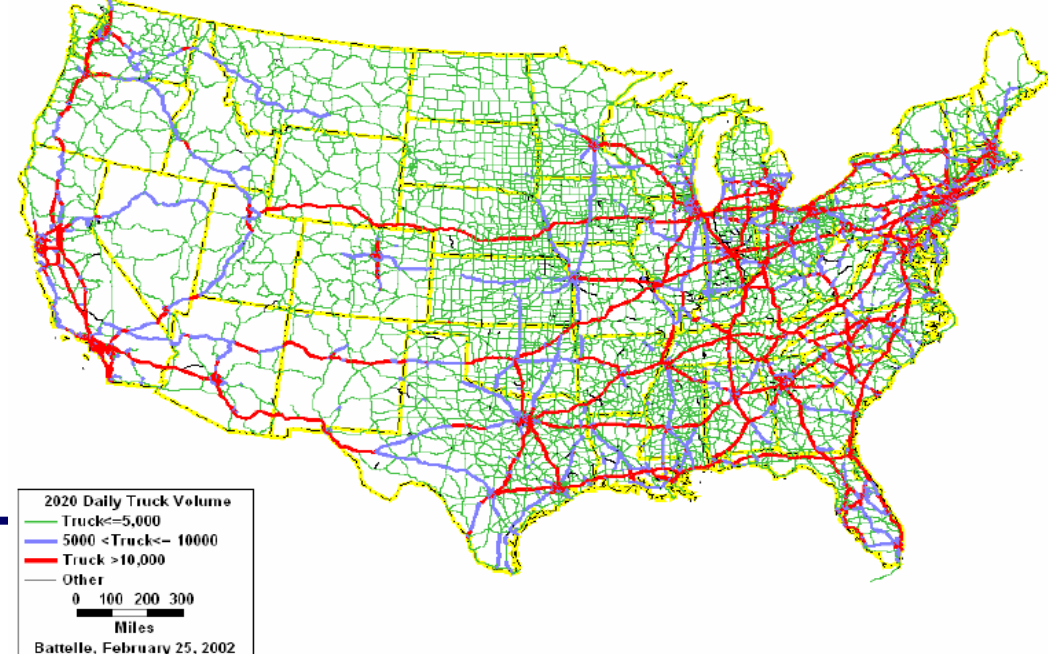 2020 Daily Truck Volume
Truck<=5,000
5000 <Truck<= 10000
Truck >10,000
Other
0 100 200 300
Miles
Battelle, February 25, 2002